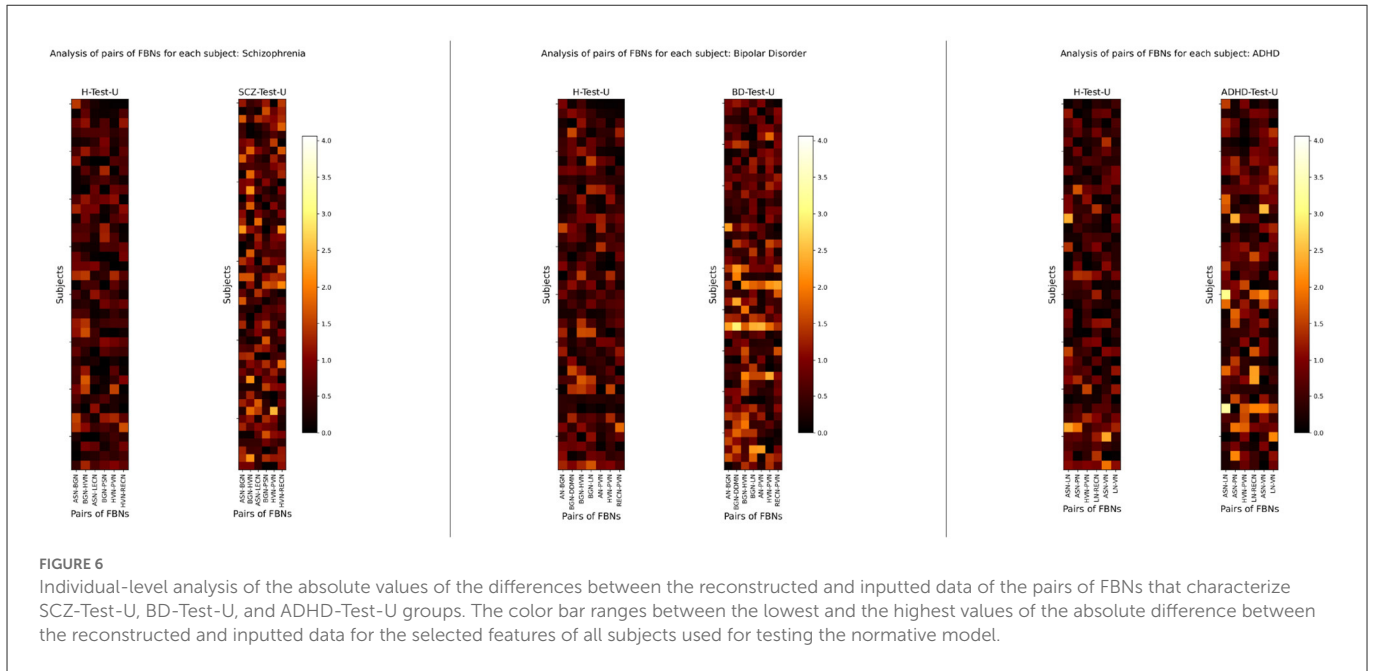 Analysis of pairs of FBNs for each subject: Schizophrenia
H-Test-U
SCZ-Test-U
Subjects
Subjects
4.0
3.5
3.0
2.5
2.0
1.5
1.0
0.5
0.0
ASN-BGN
BGN-HVN
ASN-LECN
BGN-PSN
HVN-PVN
HVN-RECN
Pairs of FBNs
ASN-BGN
BGN-HVN
ASN-LECN
BGN-PSN
HVN-PVN
HVN-RECN
Pairs of FBNs
Analysis of pairs of FBNs for each subject: Bipolar Disorder
H-Test-U
BD-Test-U
Subjects
Subjects
4.0
3.5
3.0
2.5
2.0
1.5
1.0
0.5
0.0
AN-BGN
BGN-DDMN
BGN-HVN
BGN-LN
AN-PVN
HVN-PVN
RECN-PVN
Pairs of FBNs
AN-BGN
BGN-DDMN
BGN-HVN
BGN-LN
AN-PVN
HVN-PVN
RECN-PVN
Pairs of FBNs
Analysis of pairs of FBNs for each subject: ADHD
H-Test-U
ADHD-Test-U
Subjects
Subjects
4.0
3.5
3.0
2.5
2.0
1.5
1.0
0.5
0.0
ASN-LN
ASN-PN
HVN-PVN
LN-RECN
ASN-VN
LN-VN
Pairs of FBNs
ASN-LN
ASN-PN
HVN-PVN
LN-RECN
ASN-VN
LN-VN
Pairs of FBNs
FIGURE 6
Individual-level analysis of the absolute values of the differences between the reconstructed and inputted data of the pairs of FBNs that characterize
SCZ-Test-U, BD-Test-U, and ADHD-Test-U groups. The color bar ranges between the lowest and the highest values of the absolute difference between
the reconstructed and inputted data for the selected features of all subjects used for testing the normative model.